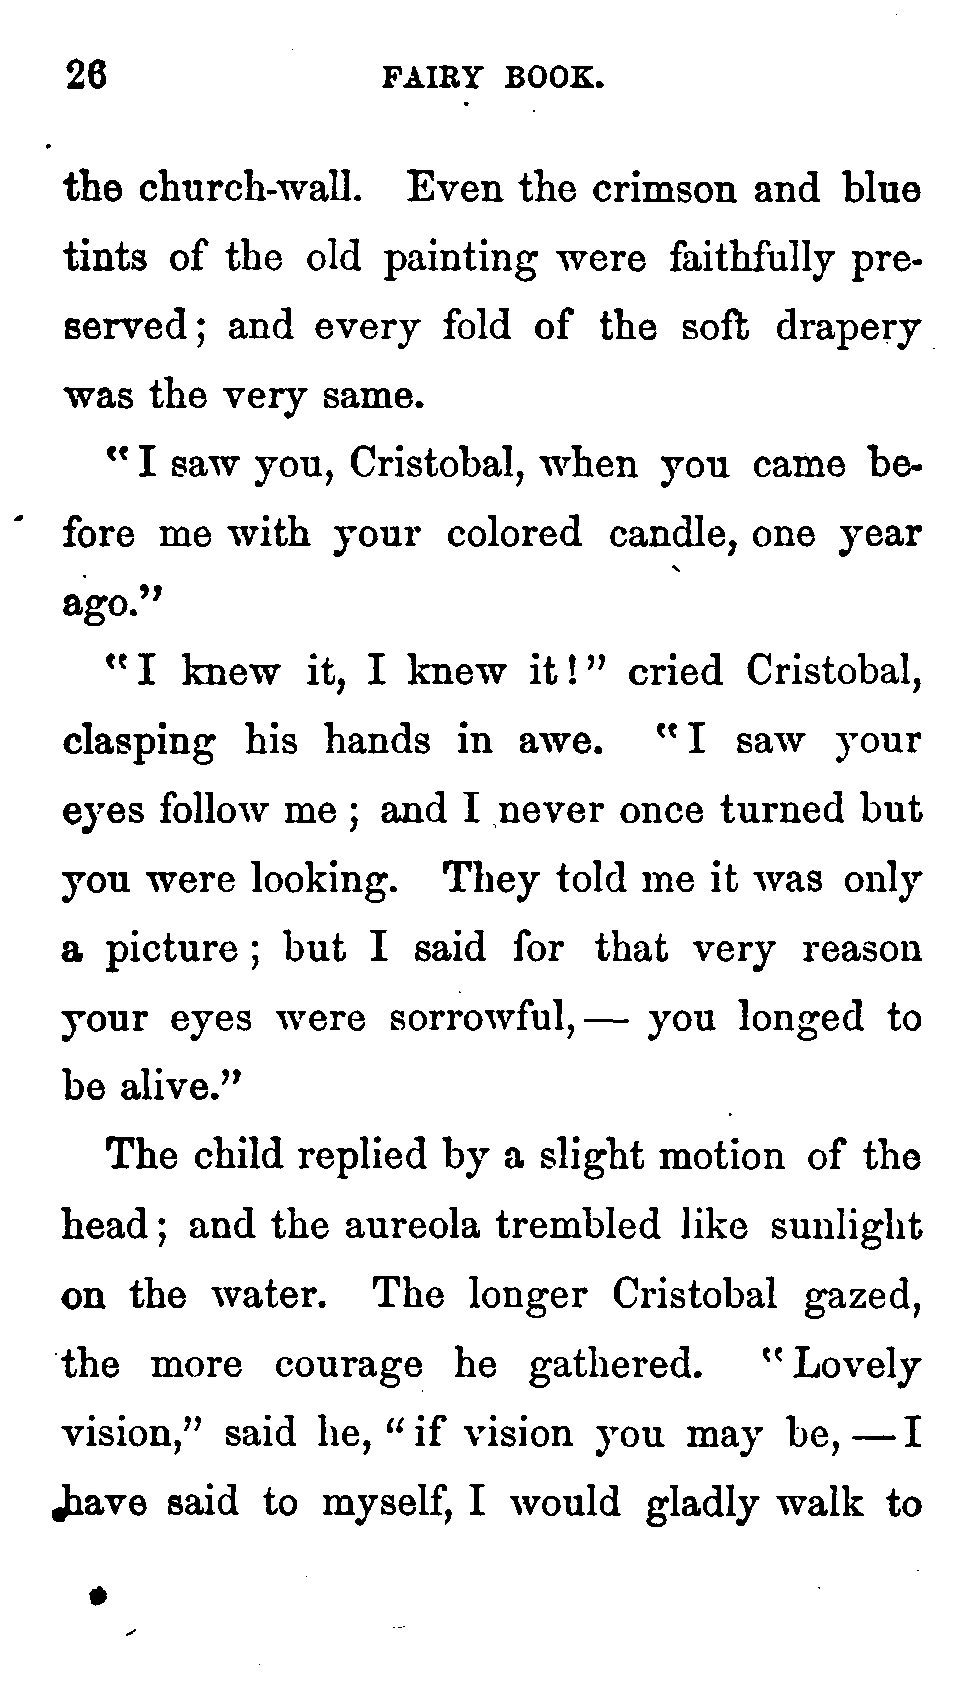 26 FAIRY BOOK.
the church-wall. Even the crimson and blue
tints of the old painting were faithfully pre-
served; and every fold of the soft drapery
was the very same.
"I saw you, Cristobal, when you came be-
fore me with your colored candle, one year
ago."
"I knew it, I knew it!" cried Cristobal,
clasping his hands in awe. "I saw your
eyes follow me; and I never once turned but
you were looking. They told me it was only
a picture; but I said for that very reason
your eyes were sorrowful,— you longed to
be alive."
The child replied by a slight motion of the
head; and the aureola trembled like sunlight
on the water. The longer Cristobal gazed,
the more courage he gathered. "Lovely
vision," said he, "if vision you may be, — I
have said to myself, I would gladly walk to